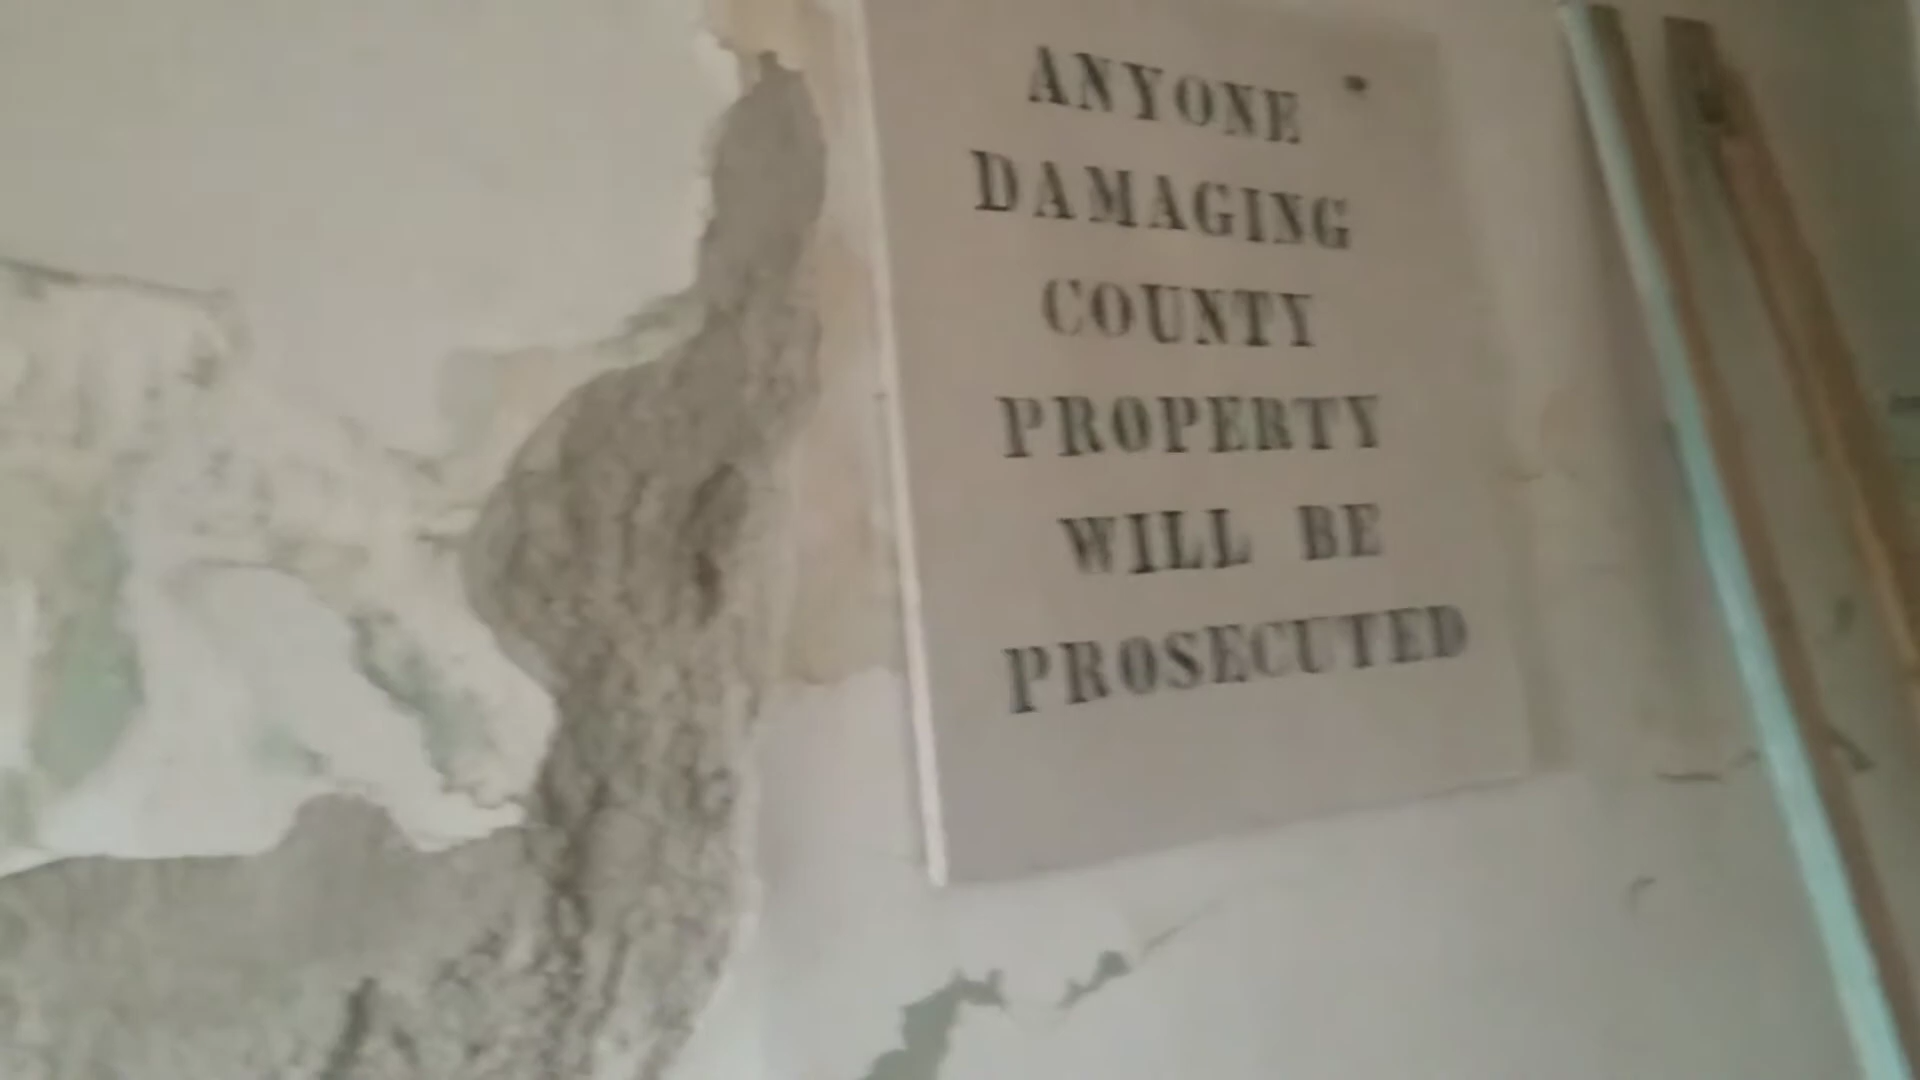 ANYONE
DAMAGING
COUNTY
PROPERTY
WILL BE
PROSECUTED